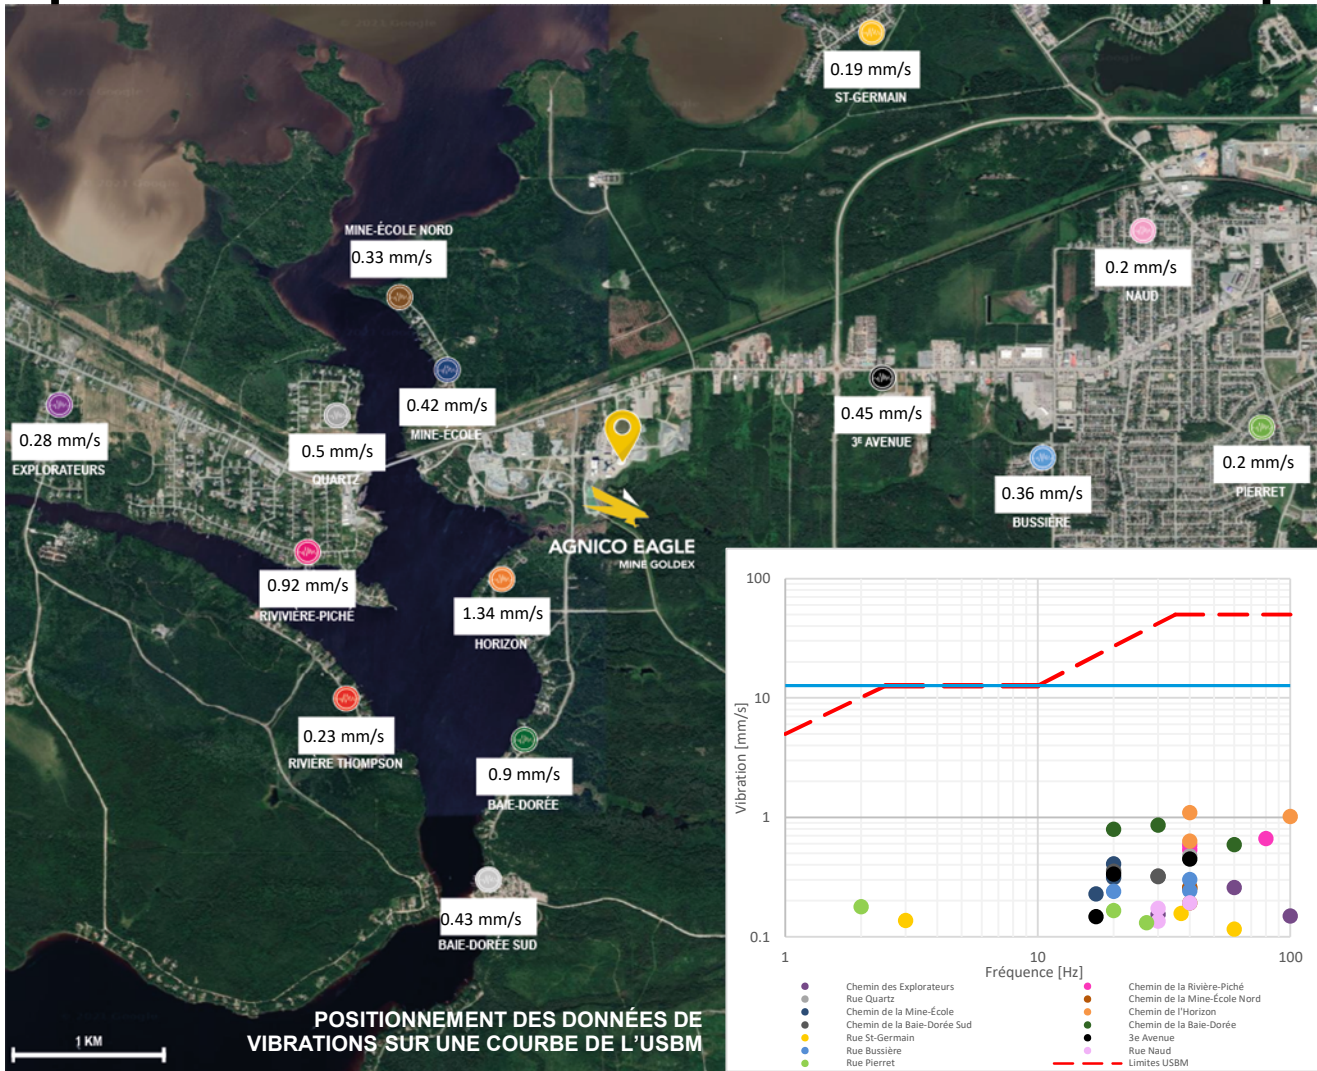 0.19 mm/s
ST-GERMAIN
MINE-ÉCOLE NORD
0.33 mm/s
0.2 mm/s
NAUD
0.42 mm/s
MINE-ÉCOLE
0.28 mm/s
EXPLORATEURS
0.5 mm/s
QUARTZ
0.45 mm/s
3E AVENUE
0.36 mm/s
BUSSIÈRE
0.2 mm/s
PIERRET
AGNICO EAGLE
MINE GOLDEX
0.92 mm/s
RIVIVIÈRE-PICHÉ
1.34 mm/s
HORIZON
0.23 mm/s
RIVIÈRE THOMPSON
0.9 mm/s
BAIE-DORÉE
0.43 mm/s
BAIE-DORÉE SUD
POSITIONNEMENT DES DONNÉES DE
VIBRATIONS SUR UNE COURBE DE L'USBM
1 KM
100
10
1
0.1
Vibration [mm/s]
1
10
100
Fréquence [Hz]
Chemin des Explorateurs
Chemin de la Rivière-Piché
Rue Quartz
Chemin de la Mine-École Nord
Chemin de la Mine-École
Chemin de l'Horizon
Chemin de la Baie-Dorée Sud
Chemin de la Baie-Dorée
Rue St-Germain
3e Avenue
Rue Bussière
Rue Naud
Rue Pierret
Limites USBM